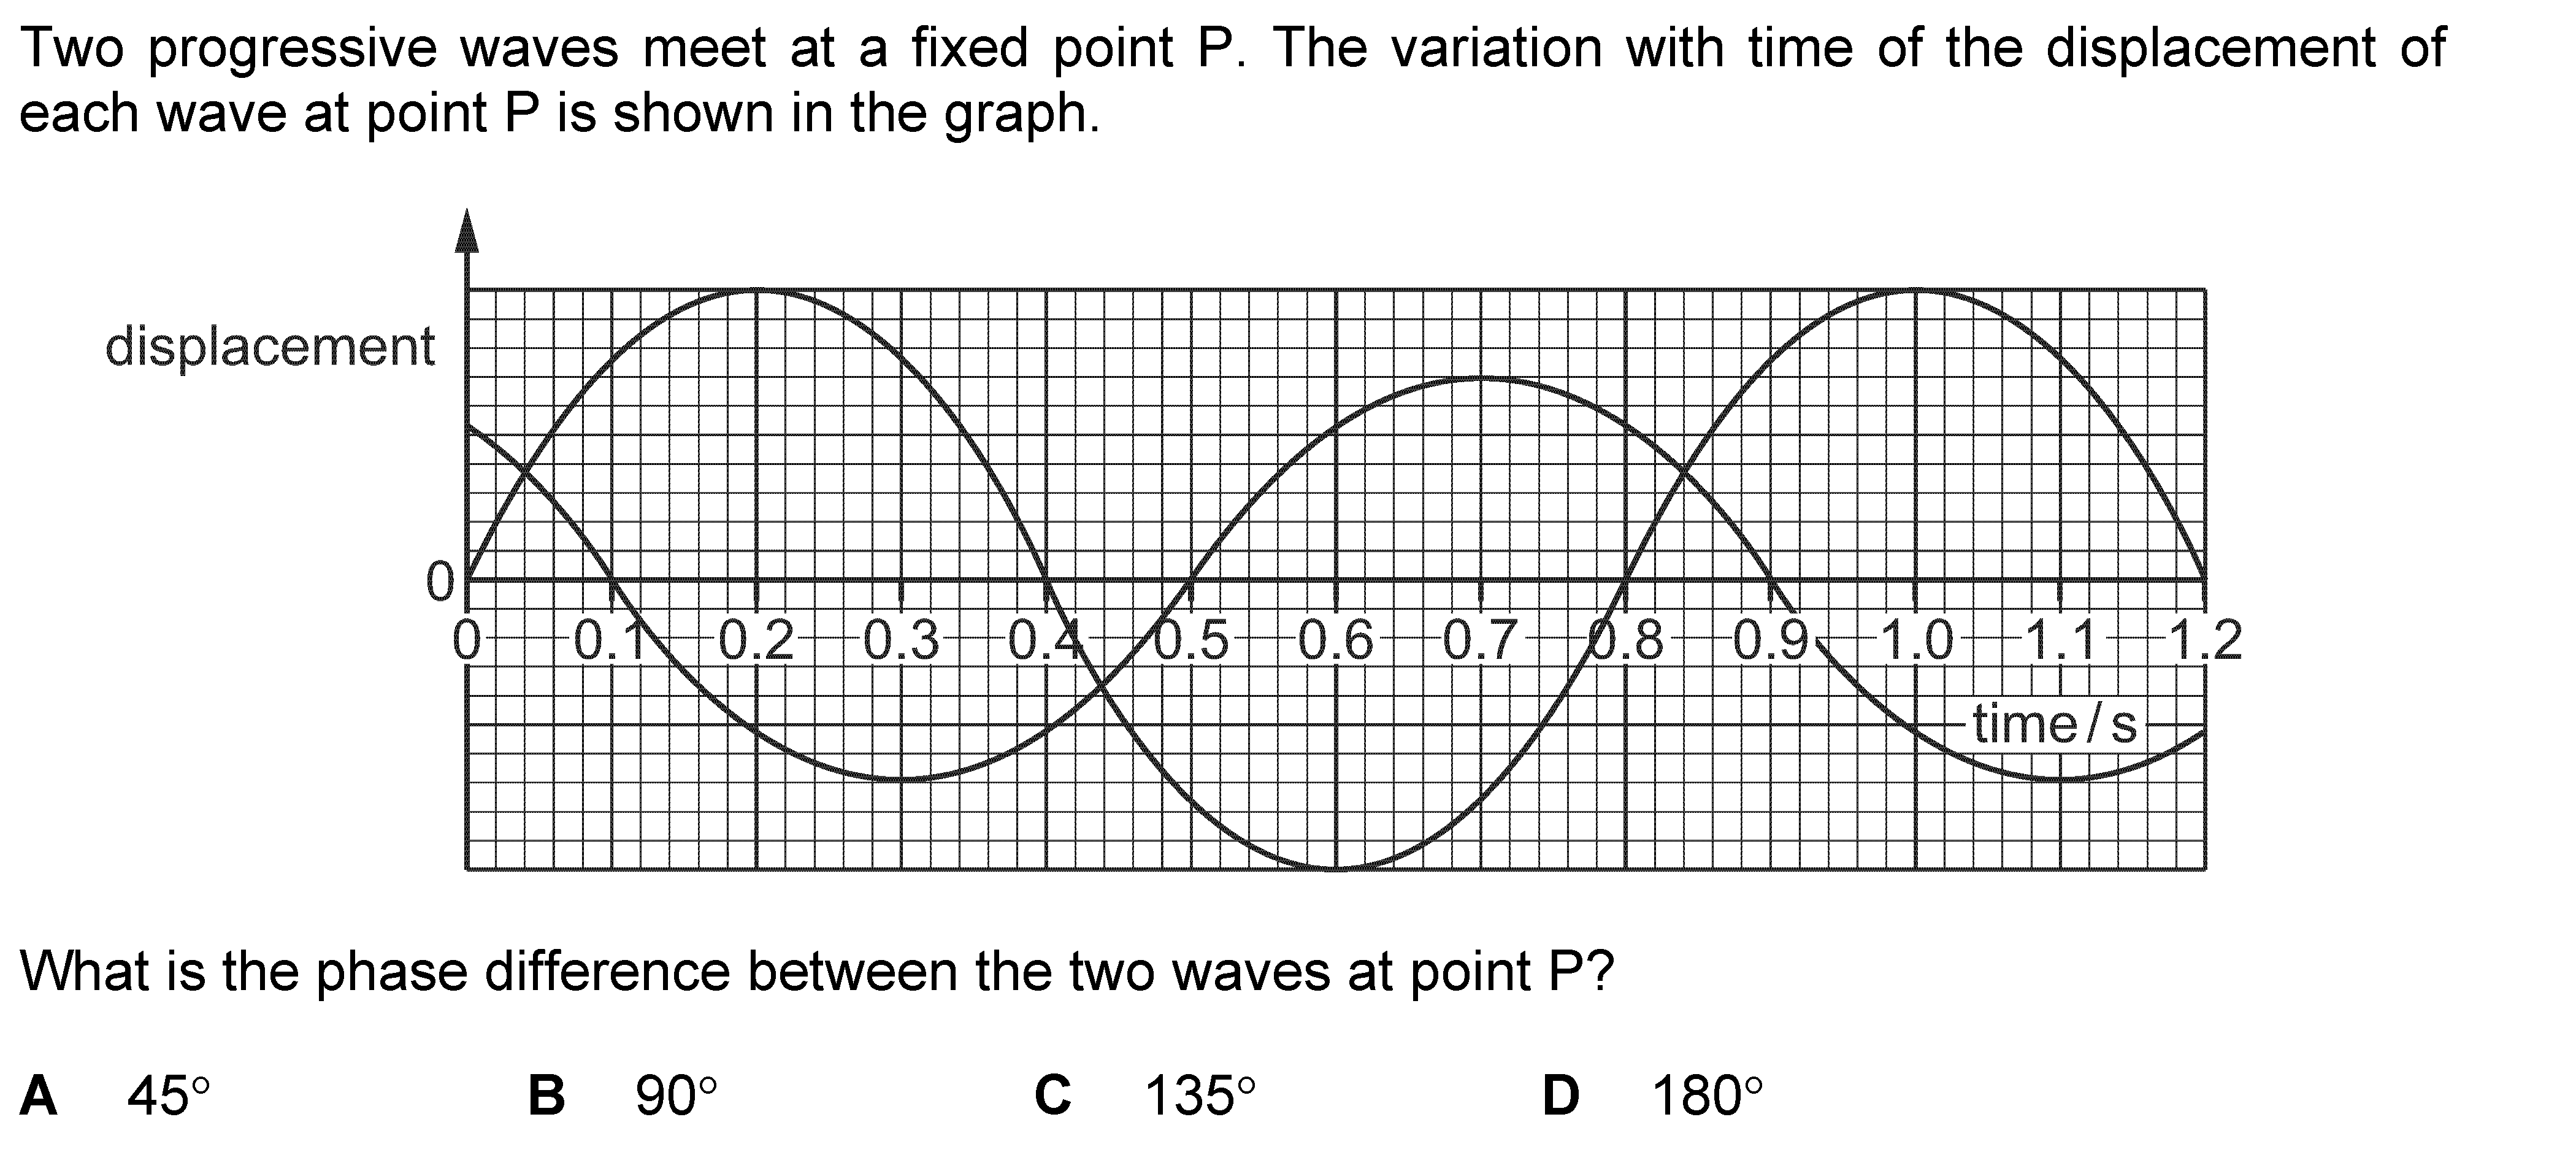 Two progressive waves meet at a fixed point P. The variation with time of the displacement of
each wave at point P is shown in the graph.
displacement
0
0 0.1 0.2 0.3 0.4 0.5 0.6 0.7 0.8 0.9 1.0 1.1 1.2
time / s
What is the phase difference between the two waves at point P?
A 45° B 90° C 135° D 180°